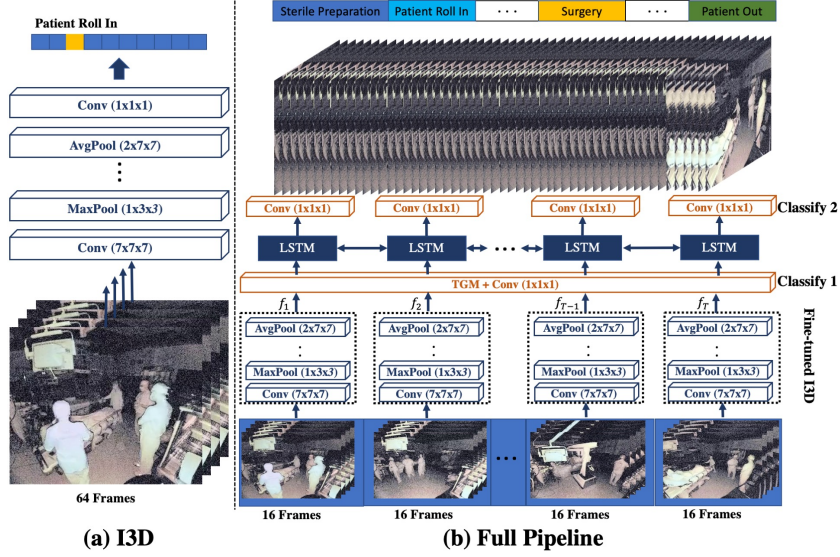 Patient Roll In
Conv (1x1x1)
AvgPool (2x7x7)
MaxPool (1x3x3)
Conv (7x7x7)
64 Frames
(a) I3D
Sterile Preparation Patient Roll In ... Surgery ... Patient Out
Conv (1x1x1) Conv (1x1x1) Conv (1x1x1) Conv (1x1x1) Classify 2
LSTM LSTM ... LSTM LSTM
TGM + Conv (1x1x1) Classify 1
f1 f2 fT−1 fT
AvgPool (2x7x7) AvgPool (2x7x7) AvgPool (2x7x7) AvgPool (2x7x7)
MaxPool (1x3x3) MaxPool (1x3x3) MaxPool (1x3x3) MaxPool (1x3x3)
Conv (7x7x7) Conv (7x7x7) Conv (7x7x7) Conv (7x7x7)
Fine-tuned I3D
...
16 Frames 16 Frames 16 Frames 16 Frames
(b) Full Pipeline